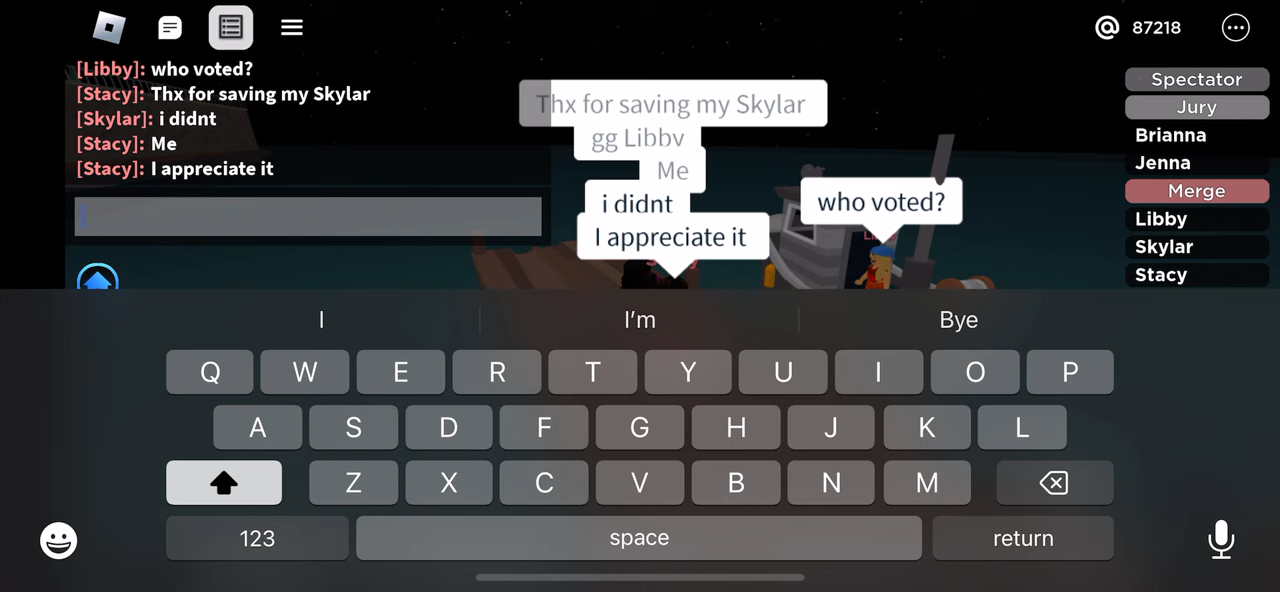 87218
[Libby]: who voted?
[Stacy]: Thx for saving my Skylar
[Skylar]: i didnt
[Stacy]: Me
[Stacy]: I appreciate it
Thx for saving my Skylar
gg Libby
Me
i didnt
I appreciate it
who voted?
Spectator
Jury
Brianna
Jenna
Merge
Libby
Skylar
Stacy
I I'm Bye
Q W E R T Y U I O P
A S D F G H J K L
Z X C V B N M
123 space return